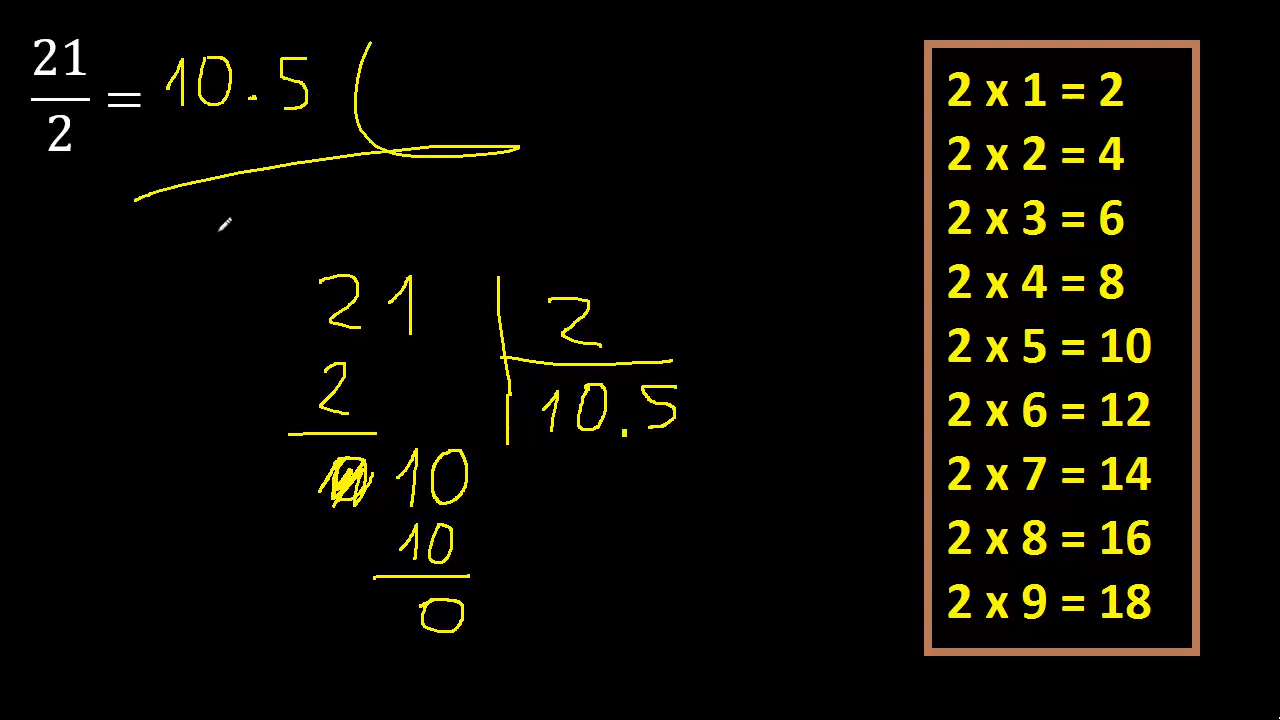 21
2
= 10.5
21 2
2 10.5
0 10
10
0
2 x 1 = 2
2 x 2 = 4
2 x 3 = 6
2 x 4 = 8
2 x 5 = 10
2 x 6 = 12
2 x 7 = 14
2 x 8 = 16
2 x 9 = 18